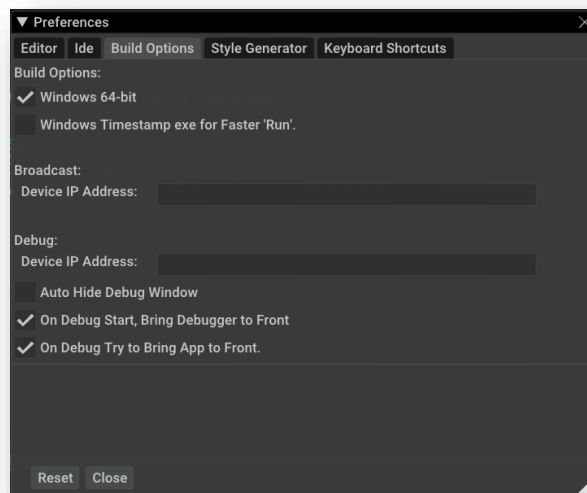 Preferences
Editor Ide Build Options Style Generator Keyboard Shortcuts
Build Options:
Windows 64-bit
Windows Timestamp exe for Faster 'Run'.
Broadcast:
Device IP Address:
Debug:
Device IP Address:
Auto Hide Debug Window
On Debug Start, Bring Debugger to Front
On Debug Try to Bring App to Front.
Reset Close